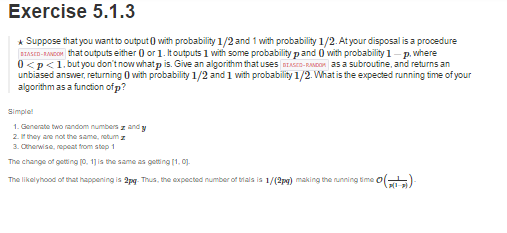 Exercise 5.1.3
★ Suppose that you want to output 0 with probability 1/2 and 1 with probability 1/2. At your disposal is a procedure
BIASED-RANDOM that outputs either 0 or 1. It outputs 1 with some probability p and 0 with probability 1 − p, where
0 < p < 1, but you don't now what p is. Give an algorithm that uses BIASED-RANDOM as a subroutine, and returns an
unbiased answer, returning 0 with probability 1/2 and 1 with probability 1/2. What is the expected running time of your
algorithm as a function of p?
Simple!
1. Generate two random numbers x and y
2. If they are not the same, return x
3. Otherwise, repeat from step 1
The change of getting [0, 1] is the same as getting [1, 0].
The likelyhood of that happening is 2pq. Thus, the expected number of trials is 1/(2pq) making the running time O(1/p(1−p)).